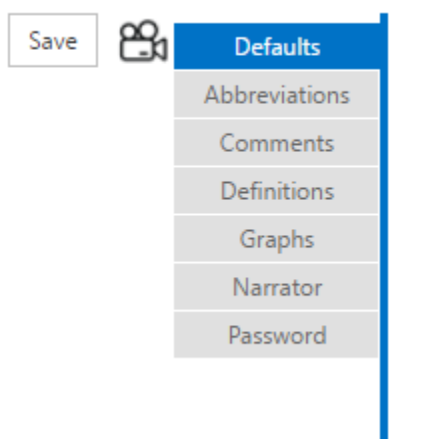 Save
Defaults
Abbreviations
Comments
Definitions
Graphs
Narrator
Password